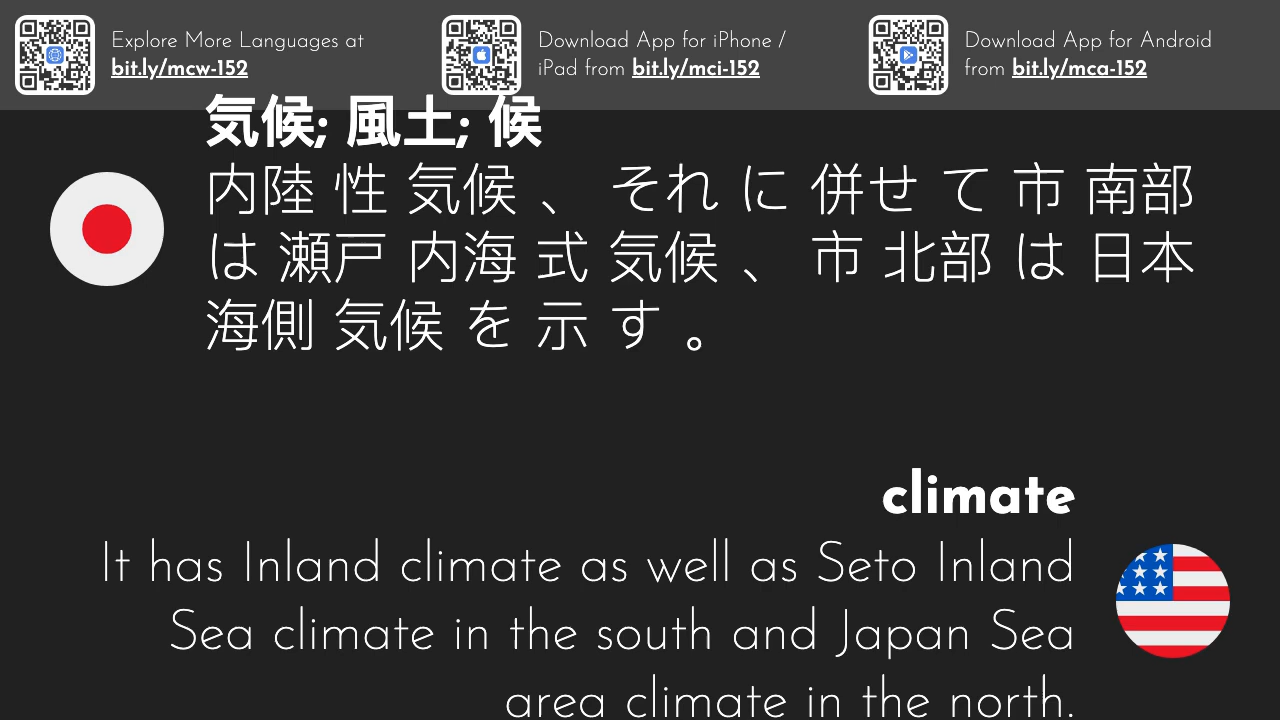 Explore More Languages at
bit.ly/mcw-152
Download App for iPhone /
iPad from bit.ly/mci-152
Download App for Android
from bit.ly/mca-152
気候; 風土; 候
内陸 性 気候 、 それ に 併せ て 市 南部
は 瀬戸 内海 式 気候 、 市 北部 は 日本
海側 気候 を 示 す 。
climate
It has Inland climate as well as Seto Inland
Sea climate in the south and Japan Sea
area climate in the north.